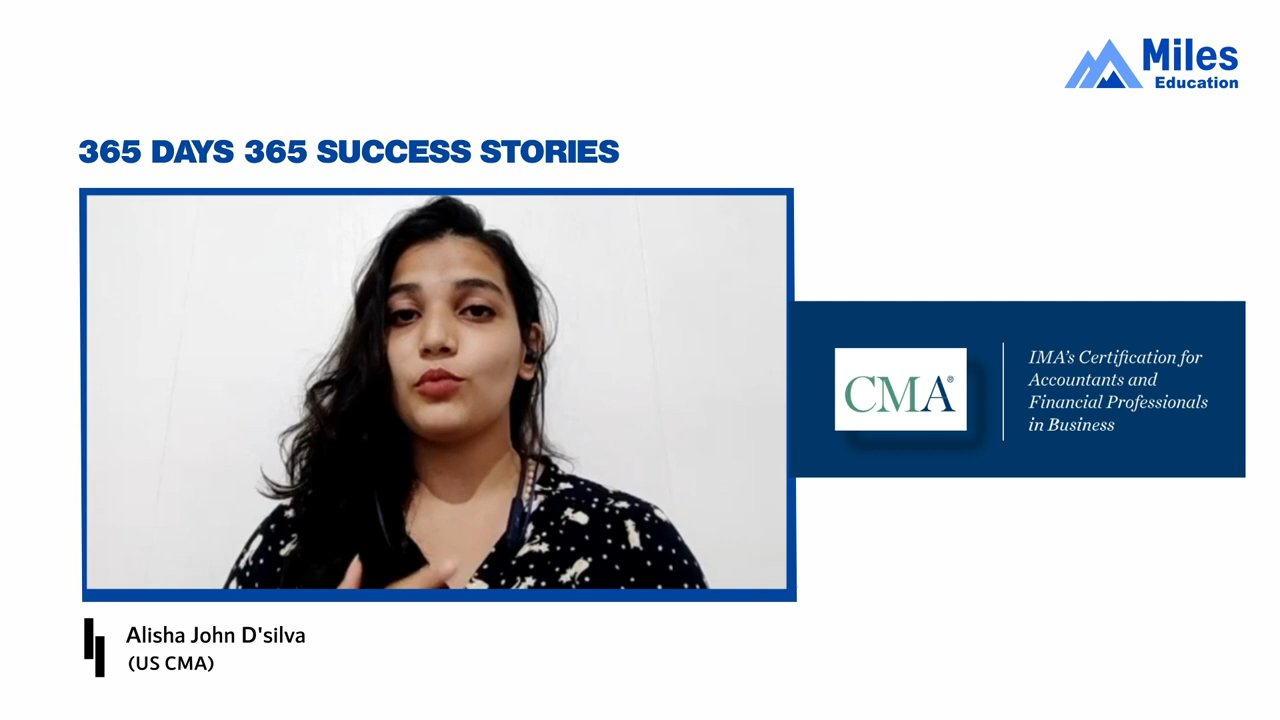 Miles
Education
365 DAYS 365 SUCCESS STORIES
CMA®
IMA's Certification for
Accountants and
Financial Professionals
in Business
Alisha John D'silva
(US CMA)